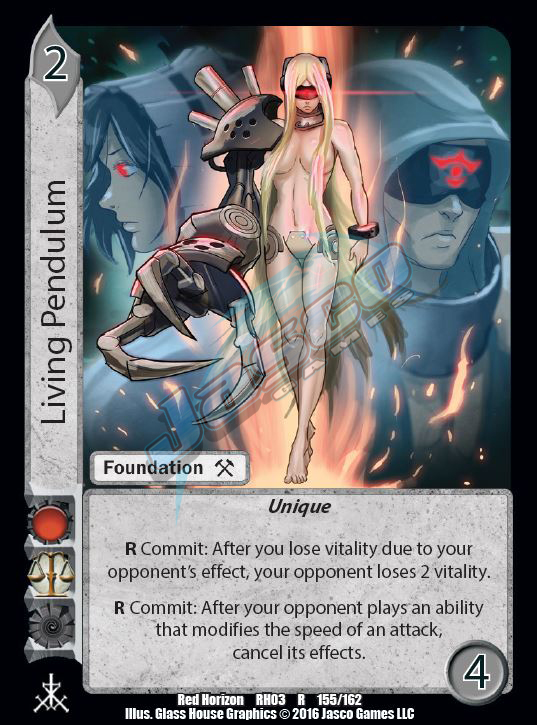 2
Living Pendulum
JASCO
GAMES
Foundation
Unique
R Commit: After you lose vitality due to your
opponent's effect, your opponent loses 2 vitality.
R Commit: After your opponent plays an ability
that modifies the speed of an attack,
cancel its effects.
4
Red Horizon RH03 R 155/162
Illus. Glass House Graphics © 2016 Jasco Games LLC